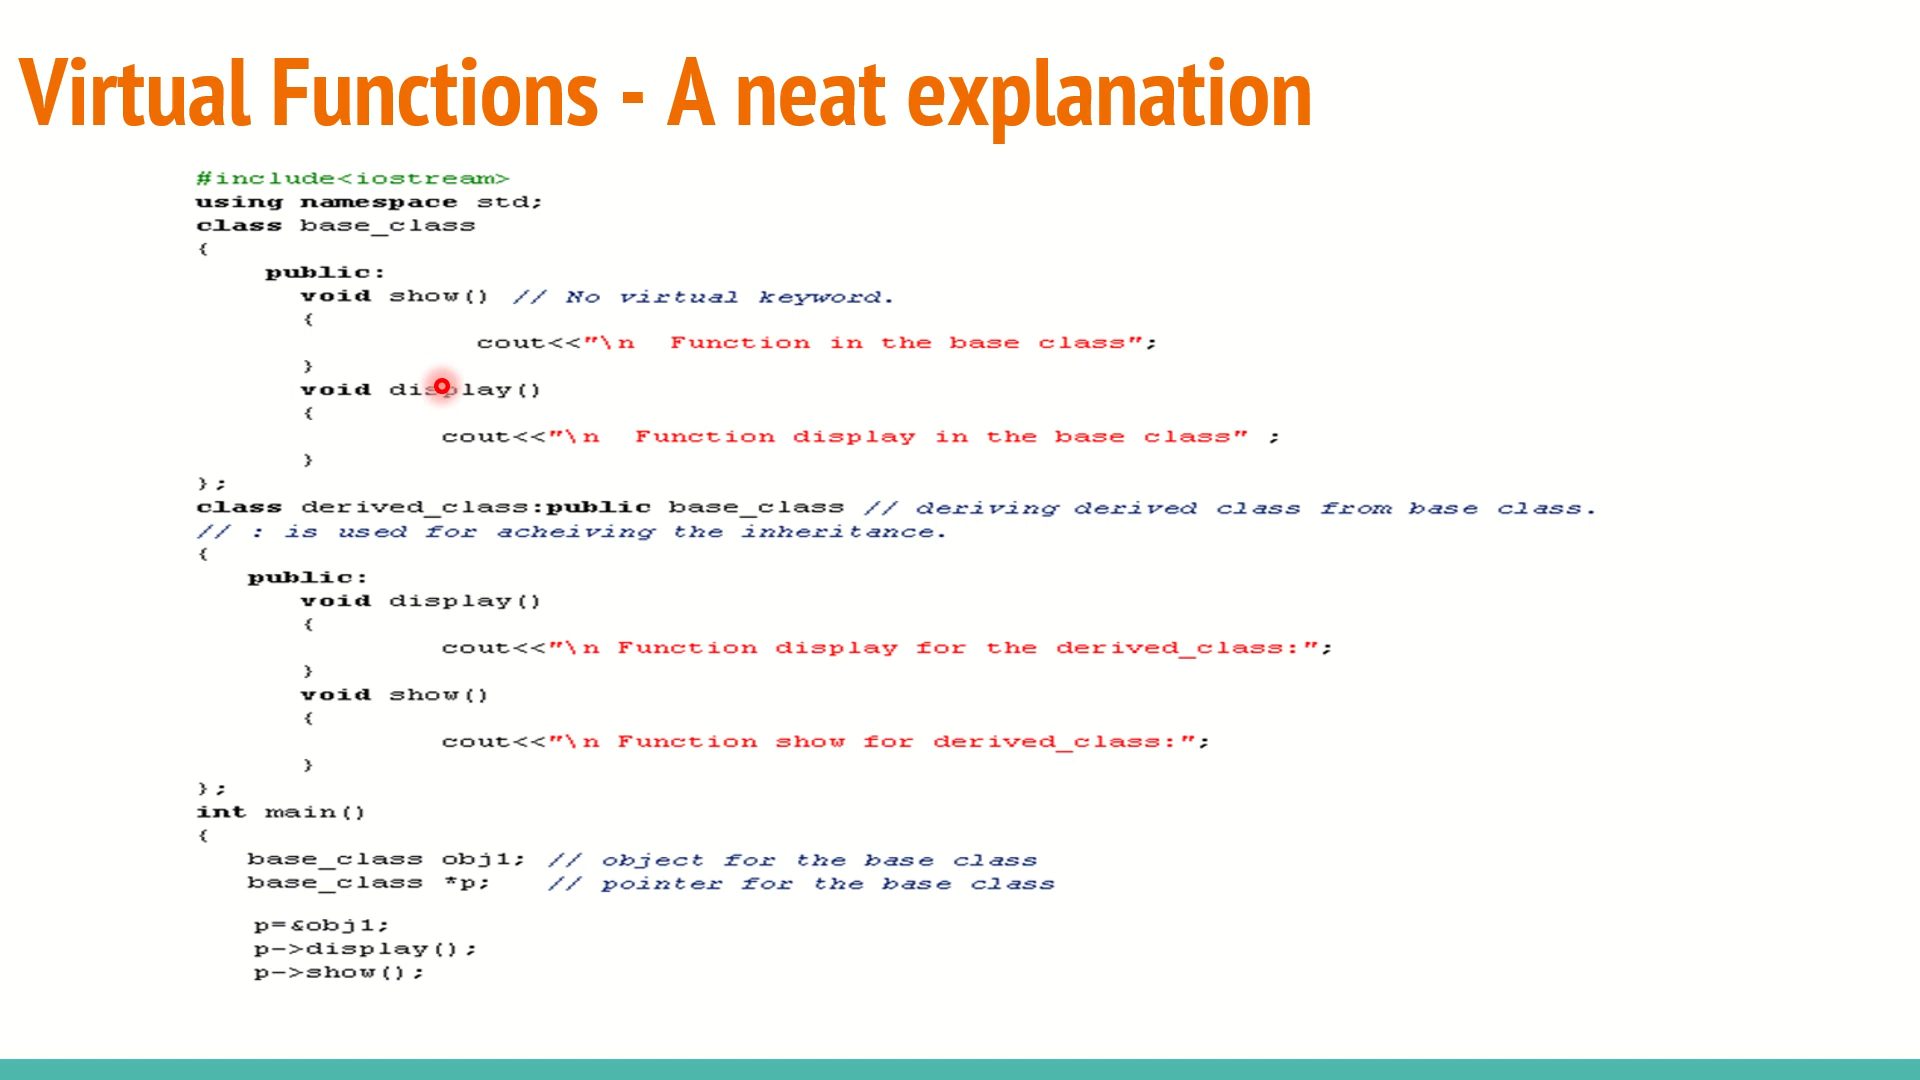 Virtual Functions - A neat explanation
#include<iostream>
using namespace std;
class base_class
{
public:
void show() // No virtual keyword.
{
cout<<"\n  Function in the base class";
}
void display()
{
cout<<"\n  Function display in the base class" ;
}
};
class derived_class:public base_class // deriving derived class from base class.
// : is used for acheiving the inheritance.
{
public:
void display()
{
cout<<"\n Function display for the derived_class:";
}
void show()
{
cout<<"\n Function show for derived_class:";
}
};
int main()
{
base_class obj1; // object for the base class
base_class *p; // pointer for the base class
p=&obj1;
p->display();
p->show();